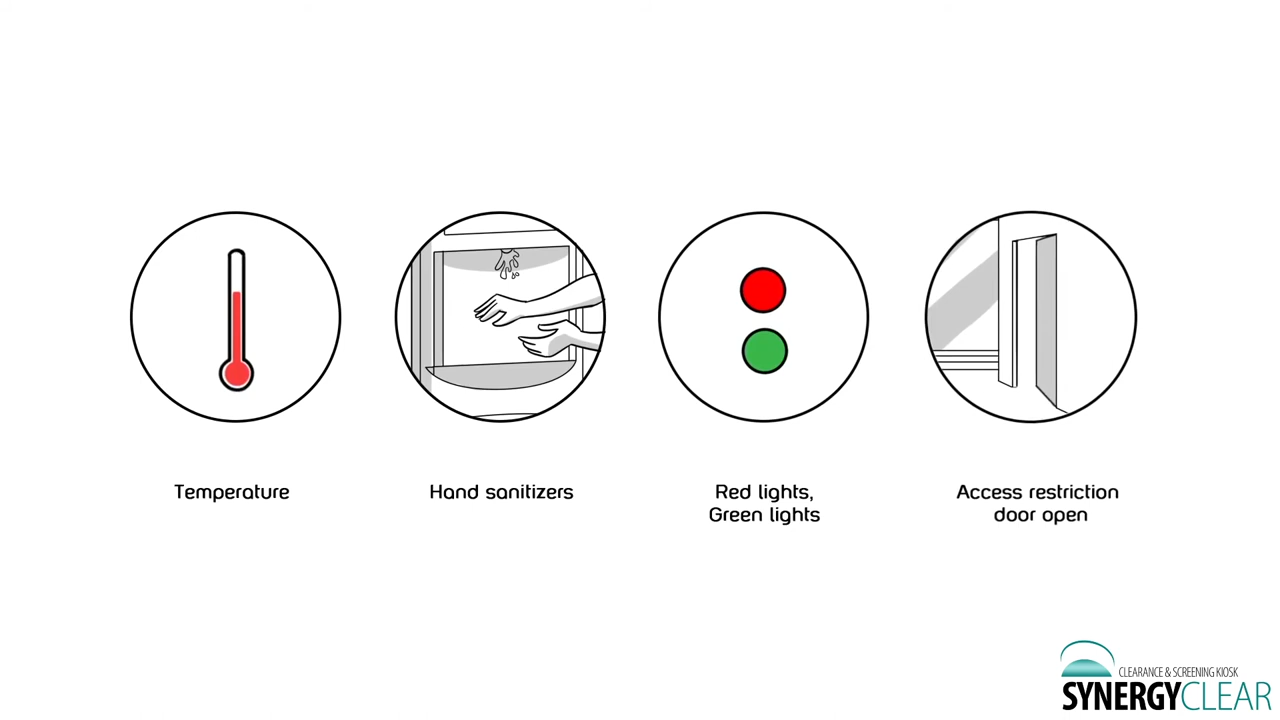 Temperature
Hand sanitizers
Red lights,
Green lights
Access restriction
door open
CLEARANCE & SCREENING KIOSK
SYNERGYCLEAR